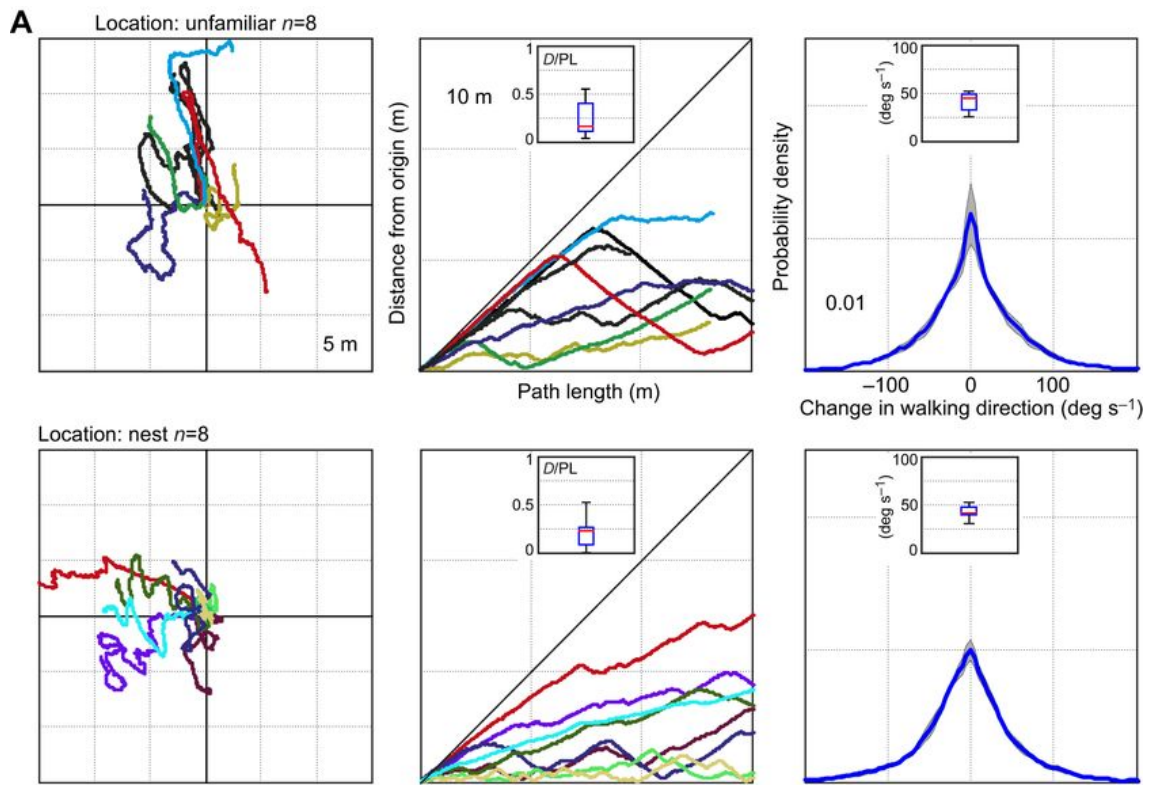 A
Location: unfamiliar n=8
5 m
Distance from origin (m)
10 m
D/PL
1
0.5
0
Path length (m)
Probability density
0.01
(deg s⁻¹)
100
50
0
–100 0 100
Change in walking direction (deg s⁻¹)
Location: nest n=8
D/PL
1
0.5
0
(deg s⁻¹)
100
50
0